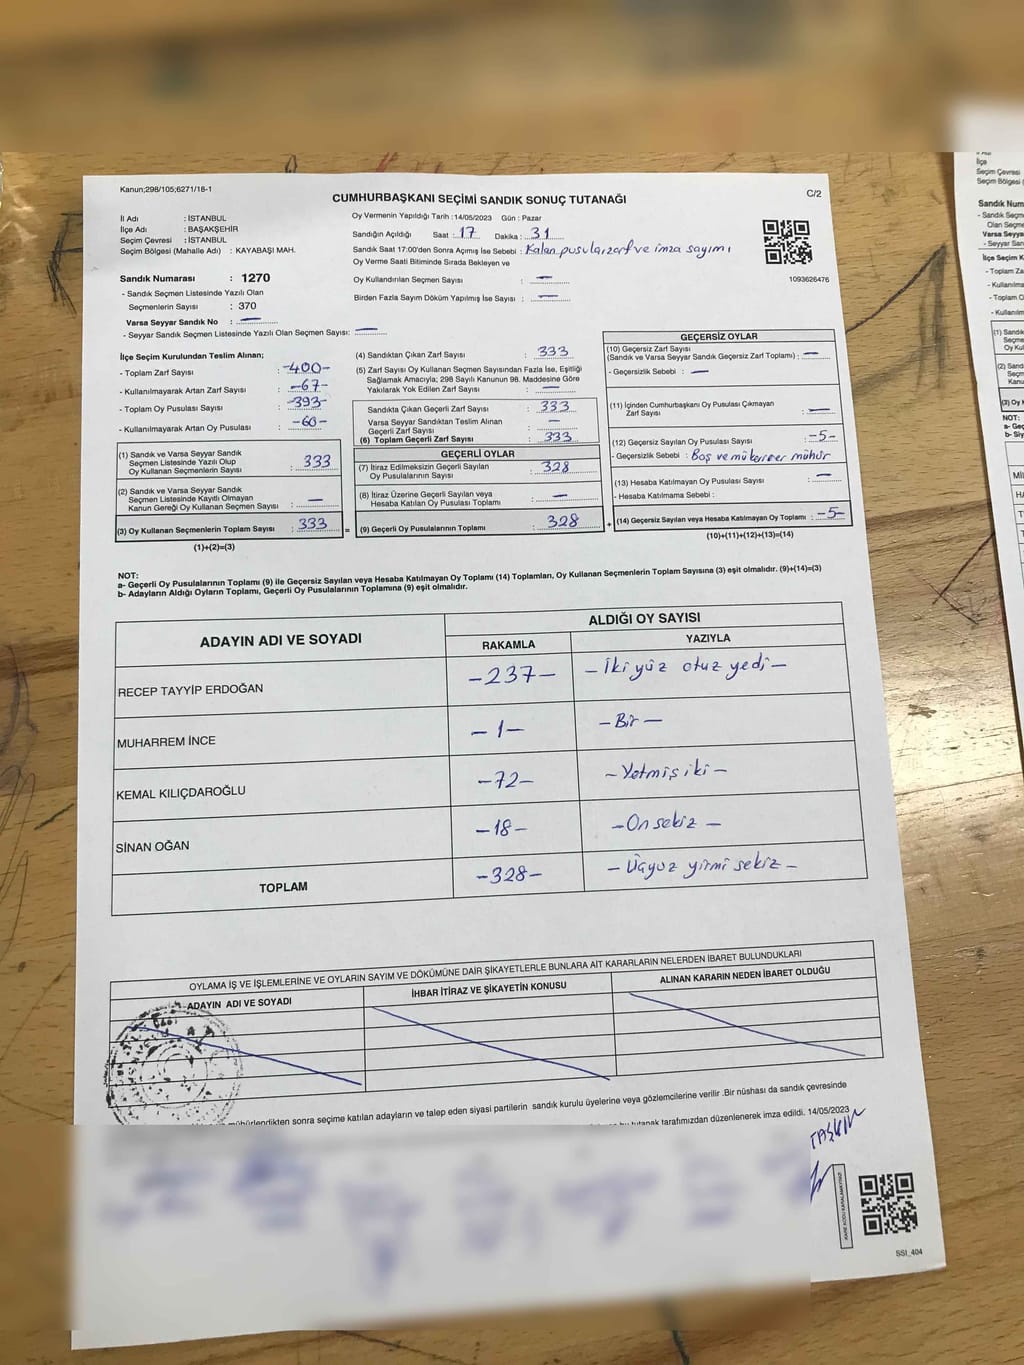 Kanun;298/105;6271/18-1
C/2
CUMHURBAŞKANI SEÇİMİ SANDIK SONUÇ TUTANAĞI
İl Adı : İSTANBUL
İlçe Adı : BAŞAKŞEHİR
Seçim Çevresi : İSTANBUL
Seçim Bölgesi (Mahalle Adı) : KAYABAŞI MAH.
Oy Vermenin Yapıldığı Tarih :14/05/2023 Gün : Pazar
Sandığın Açıldığı Saat : 17 Dakika : 31
Sandık Saat 17:00'den Sonra Açmış İse Sebebi : Kalan pusula, zarf ve imza sayımı
Oy Verme Saati Bitiminde Sırada Bekleyen ve
Oy Kullandırılan Seçmen Sayısı : —
Birden Fazla Sayım Döküm Yapılmış İse Sayısı : —
1093626476
Sandık Numarası : 1270
- Sandık Seçmen Listesinde Yazılı Olan
Seçmenlerin Sayısı : 370
Varsa Seyyar Sandık No : —
- Seyyar Sandık Seçmen Listesinde Yazılı Olan Seçmen Sayısı: —
İlçe Seçim Kurulundan Teslim Alınan;
- Toplam Zarf Sayısı : -400-
- Kullanılmayarak Artan Zarf Sayısı : -67-
- Toplam Oy Pusulası Sayısı : -393-
- Kullanılmayarak Artan Oy Pusulası : -60-
(1) Sandık ve Varsa Seyyar Sandık
Seçmen Listesinde Yazılı Olup
Oy Kullanan Seçmenlerin Sayısı : 333
(2) Sandık ve Varsa Seyyar Sandık
Seçmen Listesinde Kayıtlı Olmayan
Kanun Gereği Oy Kullanan Seçmen Sayısı : —
(3) Oy Kullanan Seçmenlerin Toplam Sayısı : 333 =
(1)+(2)=(3)
(4) Sandıktan Çıkan Zarf Sayısı : 333
(5) Zarf Sayısı Oy Kullanan Seçmen Sayısından Fazla İse, Eşitliği
Sağlamak Amacıyla; 298 Sayılı Kanunun 98. Maddesine Göre
Yakılarak Yok Edilen Zarf Sayısı : —
Sandıkta Çıkan Geçerli Zarf Sayısı : 333
Varsa Seyyar Sandıktan Teslim Alınan
Geçerli Zarf Sayısı : —
(6) Toplam Geçerli Zarf Sayısı : 333
GEÇERLİ OYLAR
(7) İtiraz Edilmeksizin Geçerli Sayılan
Oy Pusulalarının Sayısı : 328
(8) İtiraz Üzerine Geçerli Sayılan veya
Hesaba Katılan Oy Pusulası Toplamı : —
(9) Geçerli Oy Pusulalarının Toplamı : 328 +
GEÇERSİZ OYLAR
(10) Geçersiz Zarf Sayısı
(Sandık ve Varsa Seyyar Sandık Geçersiz Zarf Toplamı) : —
- Geçersizlik Sebebi : —
(11) İçinden Cumhurbaşkanı Oy Pusulası Çıkmayan
Zarf Sayısı : —
(12) Geçersiz Sayılan Oy Pusulası Sayısı : -5-
- Geçersizlik Sebebi : Boş ve mükerrer mühür
(13) Hesaba Katılmayan Oy Pusulası Sayısı : —
- Hesaba Katılmama Sebebi :
(14) Geçersiz Sayılan veya Hesaba Katılmayan Oy Toplamı : -5-
(10)+(11)+(12)+(13)=(14)
NOT:
a- Geçerli Oy Pusulalarının Toplamı (9) ile Geçersiz Sayılan veya Hesaba Katılmayan Oy Toplamı (14) Toplamları, Oy Kullanan Seçmenlerin Toplam Sayısına (3) eşit olmalıdır. (9)+(14)=(3)
b- Adayların Aldığı Oyların Toplamı, Geçerli Oy Pusulalarının Toplamına (9) eşit olmalıdır.
ADAYIN ADI VE SOYADI
ALDIĞI OY SAYISI
RAKAMLA YAZIYLA
RECEP TAYYİP ERDOĞAN -237- -İki yüz otuz yedi-
MUHARREM İNCE -1- -Bir-
KEMAL KILIÇDAROĞLU -72- -Yetmiş iki-
SİNAN OĞAN -18- -On sekiz-
TOPLAM -328- -Üçyüz yirmi sekiz-
OYLAMA İŞ VE İŞLEMLERİNE VE OYLARIN SAYIM VE DÖKÜMÜNE DAİR ŞİKAYETLERLE BUNLARA AİT KARARLARIN NELERDEN İBARET BULUNDUKLARI
ADAYIN ADI VE SOYADI İHBAR İTİRAZ VE ŞİKAYETİN KONUSU ALINAN KARARIN NEDEN İBARET OLDUĞU
mühürlendikten sonra seçime katılan adayların ve talep eden siyasi partilerin sandık kurulu üyelerine veya gözlemcilerine verilir .Bir nüshası da sandık çevresinde
tutanak tarafımızdan düzenlenerek imza edildi. 14/05/2023
TAŞKIN
SSI_404
İlçe
Seçim Çevresi
Seçim Bölgesi
Sandık Num